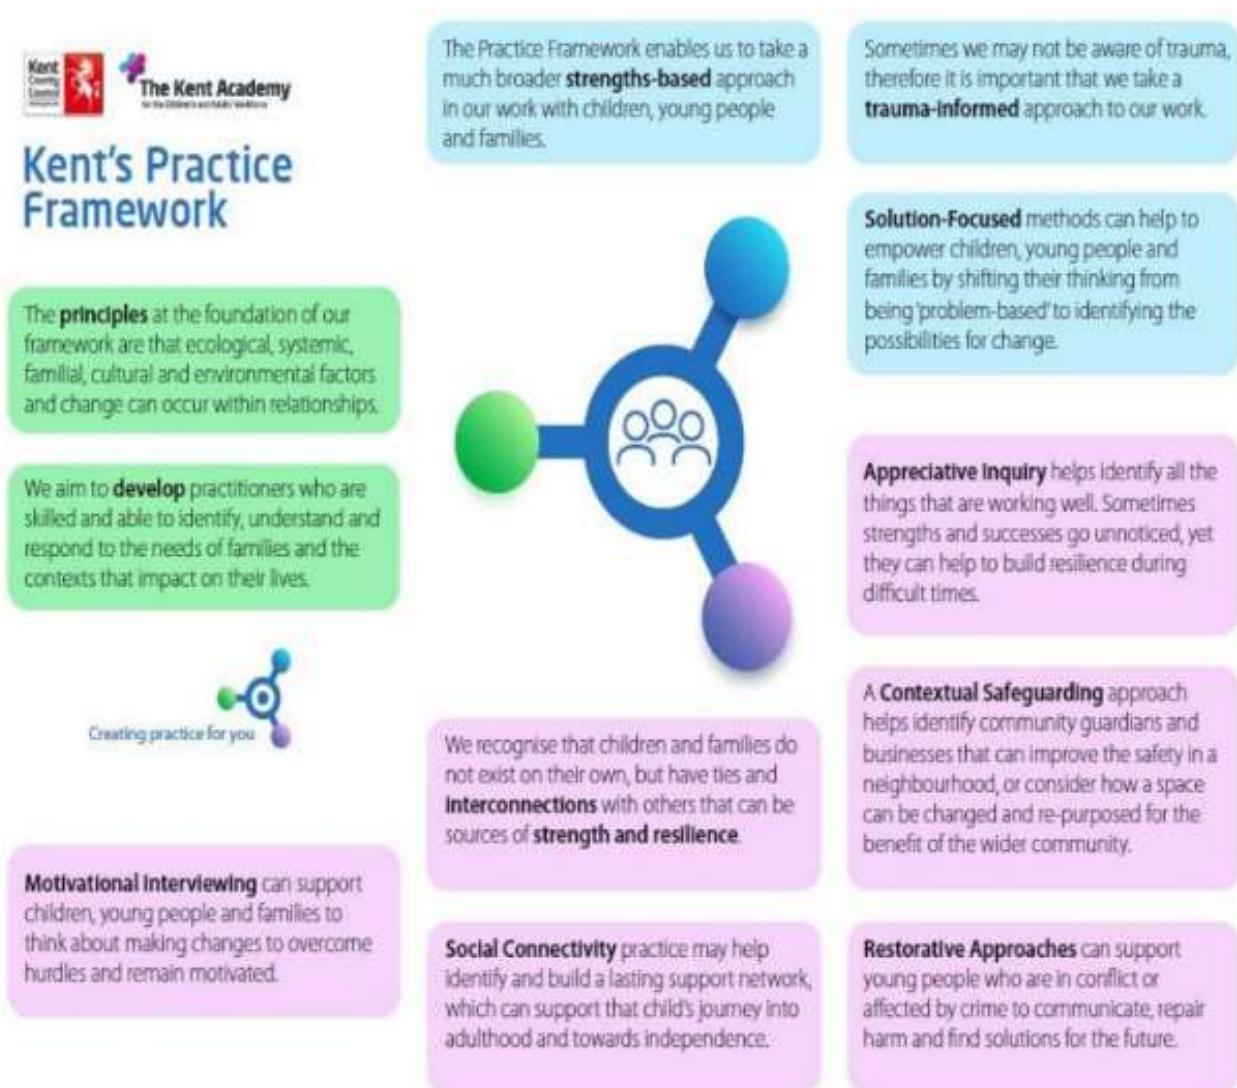 Kent
County
Council
The Kent Academy
for the Children's and Adults' Workforce
Kent's Practice
Framework
The principles at the foundation of our
framework are that ecological, systemic,
familial, cultural and environmental factors
and change can occur within relationships.
We aim to develop practitioners who are
skilled and able to identify, understand and
respond to the needs of families and the
contexts that impact on their lives.
Creating practice for you
Motivational Interviewing can support
children, young people and families to
think about making changes to overcome
hurdles and remain motivated.
The Practice Framework enables us to take a
much broader strengths-based approach
in our work with children, young people
and families.
We recognise that children and families do
not exist on their own, but have ties and
interconnections with others that can be
sources of strength and resilience.
Social Connectivity practice may help
identify and build a lasting support network,
which can support that child's journey into
adulthood and towards independence.
Sometimes we may not be aware of trauma,
therefore it is important that we take a
trauma-informed approach to our work.
Solution-Focused methods can help to
empower children, young people and
families by shifting their thinking from
being 'problem-based' to identifying the
possibilities for change.
Appreciative Inquiry helps identify all the
things that are working well. Sometimes
strengths and successes go unnoticed, yet
they can help to build resilience during
difficult times.
A Contextual Safeguarding approach
helps identify community guardians and
businesses that can improve the safety in a
neighbourhood, or consider how a space
can be changed and re-purposed for the
benefit of the wider community.
Restorative Approaches can support
young people who are in conflict or
affected by crime to communicate, repair
harm and find solutions for the future.